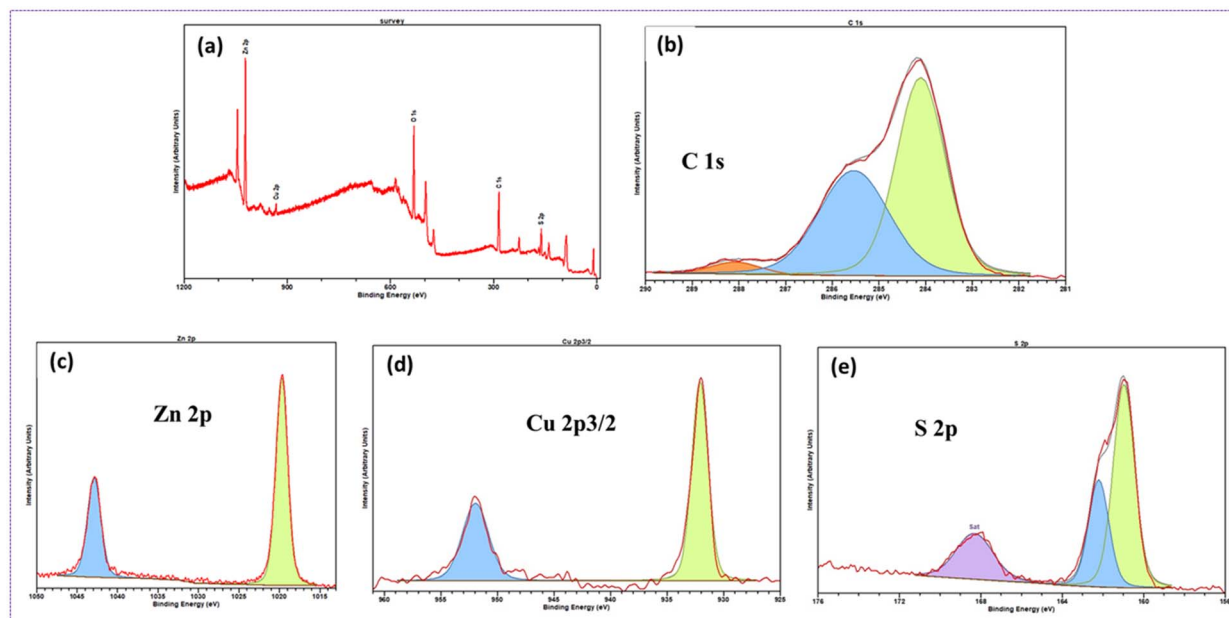 survey
(a)
Zn 2p
Cu 2p
O 1s
C 1s
S 2p
Intensity (Arbitrary Units)
1200 900 600 300 0
Binding Energy (eV)
C 1s
(b)
C 1s
Intensity (Arbitrary Units)
290 289 288 287 286 285 284 283 282 281
Binding Energy (eV)
Zn 2p
(c)
Zn 2p
Intensity (Arbitrary Units)
1050 1045 1040 1035 1030 1025 1020 1015
Binding Energy (eV)
Cu 2p3/2
(d)
Cu 2p3/2
Intensity (Arbitrary Units)
960 955 950 945 940 935 930 925
Binding Energy (eV)
S 2p
(e)
S 2p
Sat
Intensity (Arbitrary Units)
176 172 168 164 160 156
Binding Energy (eV)